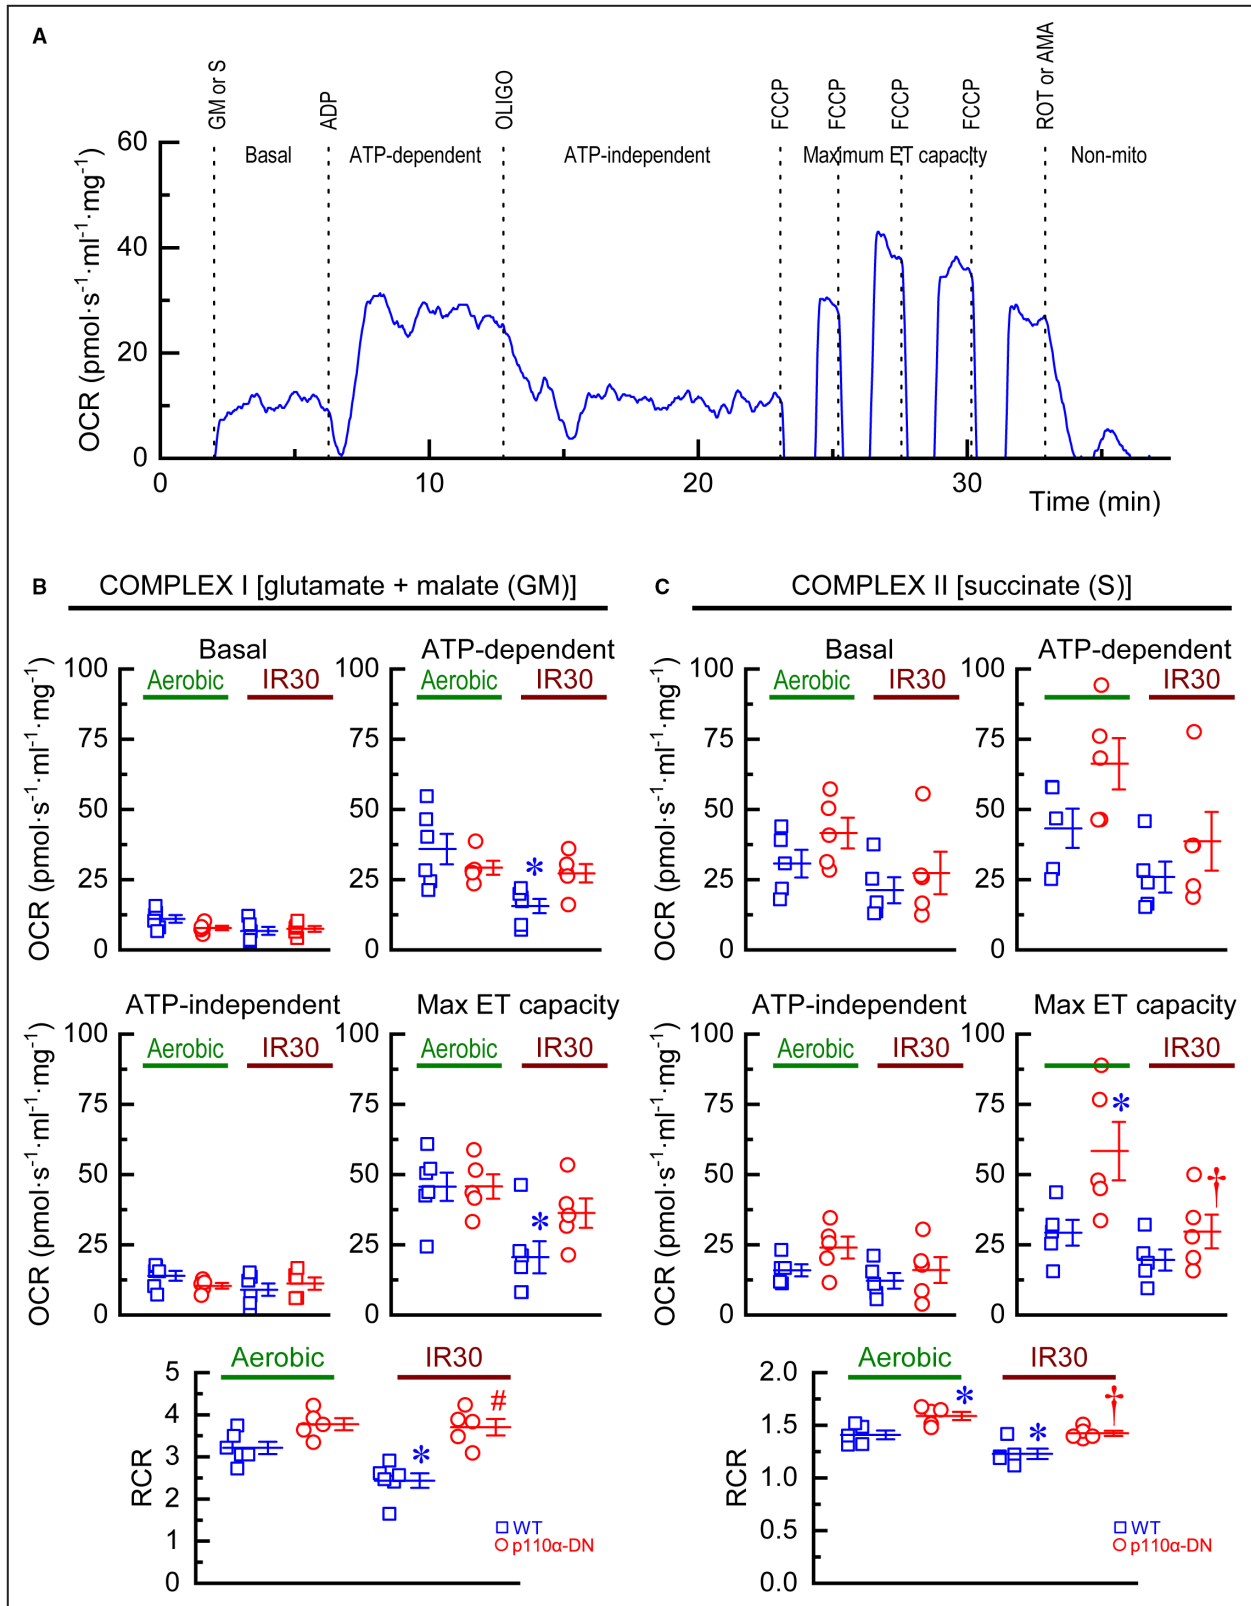 A
GM or S
ADP
OLIGO
FCCP
FCCP
FCCP
FCCP
ROT or AMA
Basal
ATP-dependent
ATP-independent
Maximum ET capacity
Non-mito
OCR (pmol·s⁻¹·ml⁻¹·mg⁻¹)
60
40
20
0
0
10
20
30
Time (min)
B
COMPLEX I [glutamate + malate (GM)]
Basal
Aerobic
IR30
OCR (pmol·s⁻¹·ml⁻¹·mg⁻¹)
100
75
50
25
0
ATP-dependent
Aerobic
IR30
100
75
50
25
0
*
ATP-independent
Aerobic
IR30
OCR (pmol·s⁻¹·ml⁻¹·mg⁻¹)
100
75
50
25
0
Max ET capacity
Aerobic
IR30
100
75
50
25
0
*
Aerobic
IR30
RCR
5
4
3
2
1
0
*
#
WT
p110α-DN
C
COMPLEX II [succinate (S)]
Basal
Aerobic
IR30
OCR (pmol·s⁻¹·ml⁻¹·mg⁻¹)
100
75
50
25
0
ATP-dependent
IR30
100
75
50
25
0
ATP-independent
Aerobic
IR30
OCR (pmol·s⁻¹·ml⁻¹·mg⁻¹)
100
75
50
25
0
Max ET capacity
IR30
100
75
50
25
0
*
†
Aerobic
IR30
RCR
2.0
1.5
1.0
0.5
0.0
*
*
†
WT
p110α-DN